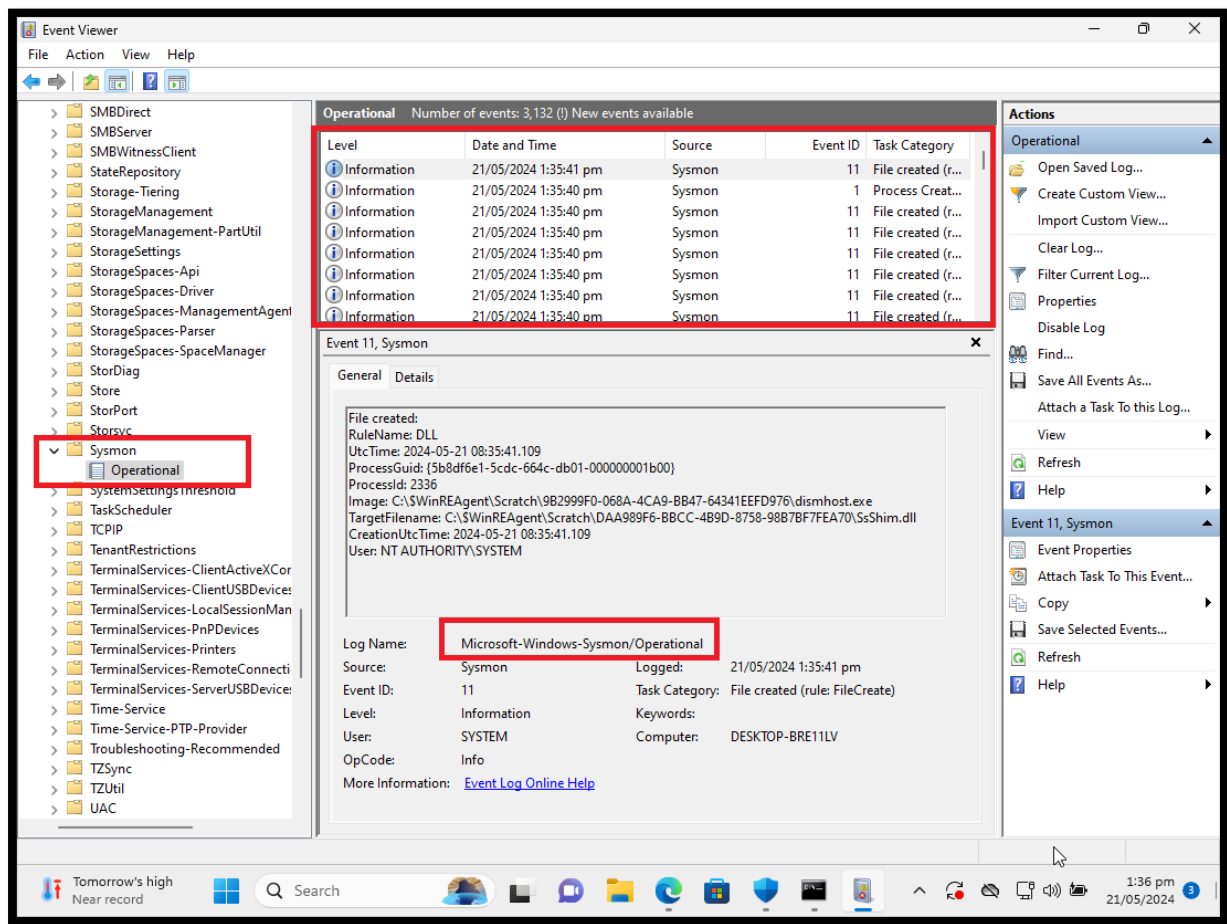 Event Viewer
File Action View Help
SMBDirect
SMBServer
SMBWitnessClient
StateRepository
Storage-Tiering
StorageManagement
StorageManagement-PartUtil
StorageSettings
StorageSpaces-Api
StorageSpaces-Driver
StorageSpaces-ManagementAgent
StorageSpaces-Parser
StorageSpaces-SpaceManager
StorDiag
Store
StorPort
Storsvc
Sysmon
Operational
SystemSettingsThreshold
TaskScheduler
TCPIP
TenantRestrictions
TerminalServices-ClientActiveXCor
TerminalServices-ClientUSBDevices
TerminalServices-LocalSessionMan
TerminalServices-PnPDevices
TerminalServices-Printers
TerminalServices-RemoteConnecti
TerminalServices-ServerUSBDevices
Time-Service
Time-Service-PTP-Provider
Troubleshooting-Recommended
TZSync
TZUtil
UAC
Operational Number of events: 3,132 (!) New events available
Level Date and Time Source Event ID Task Category
Information 21/05/2024 1:35:41 pm Sysmon 11 File created (r...
Information 21/05/2024 1:35:40 pm Sysmon 1 Process Creat...
Information 21/05/2024 1:35:40 pm Sysmon 11 File created (r...
Information 21/05/2024 1:35:40 pm Sysmon 11 File created (r...
Information 21/05/2024 1:35:40 pm Sysmon 11 File created (r...
Information 21/05/2024 1:35:40 pm Sysmon 11 File created (r...
Information 21/05/2024 1:35:40 pm Sysmon 11 File created (r...
Information 21/05/2024 1:35:40 pm Sysmon 11 File created (r...
Event 11, Sysmon
General Details
File created:
RuleName: DLL
UtcTime: 2024-05-21 08:35:41.109
ProcessGuid: {5b8df6e1-5cdc-664c-db01-000000001b00}
ProcessId: 2336
Image: C:\$WinREAgent\Scratch\9B2999F0-068A-4CA9-BB47-64341EEFD976\dismhost.exe
TargetFilename: C:\$WinREAgent\Scratch\DAA989F6-BBCC-4B9D-8758-98B7BF7FEA70\SsShim.dll
CreationUtcTime: 2024-05-21 08:35:41.109
User: NT AUTHORITY\SYSTEM
Log Name: Microsoft-Windows-Sysmon/Operational
Source: Sysmon Logged: 21/05/2024 1:35:41 pm
Event ID: 11 Task Category: File created (rule: FileCreate)
Level: Information Keywords:
User: SYSTEM Computer: DESKTOP-BRE11LV
OpCode: Info
More Information: Event Log Online Help
Actions
Operational
Open Saved Log...
Create Custom View...
Import Custom View...
Clear Log...
Filter Current Log...
Properties
Disable Log
Find...
Save All Events As...
Attach a Task To this Log...
View
Refresh
Help
Event 11, Sysmon
Event Properties
Attach Task To This Event...
Copy
Save Selected Events...
Refresh
Help
Tomorrow's high
Near record
Search
1:36 pm
21/05/2024
3